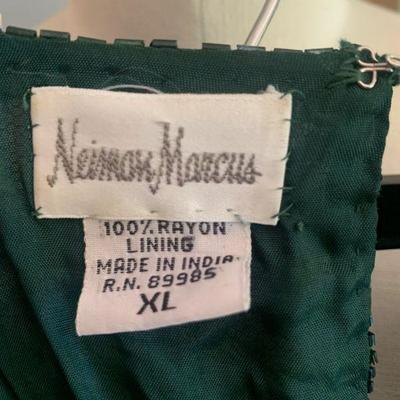 Neiman Marcus
100% RAYON
LINING
MADE IN INDIA
R.N. 89985
XL